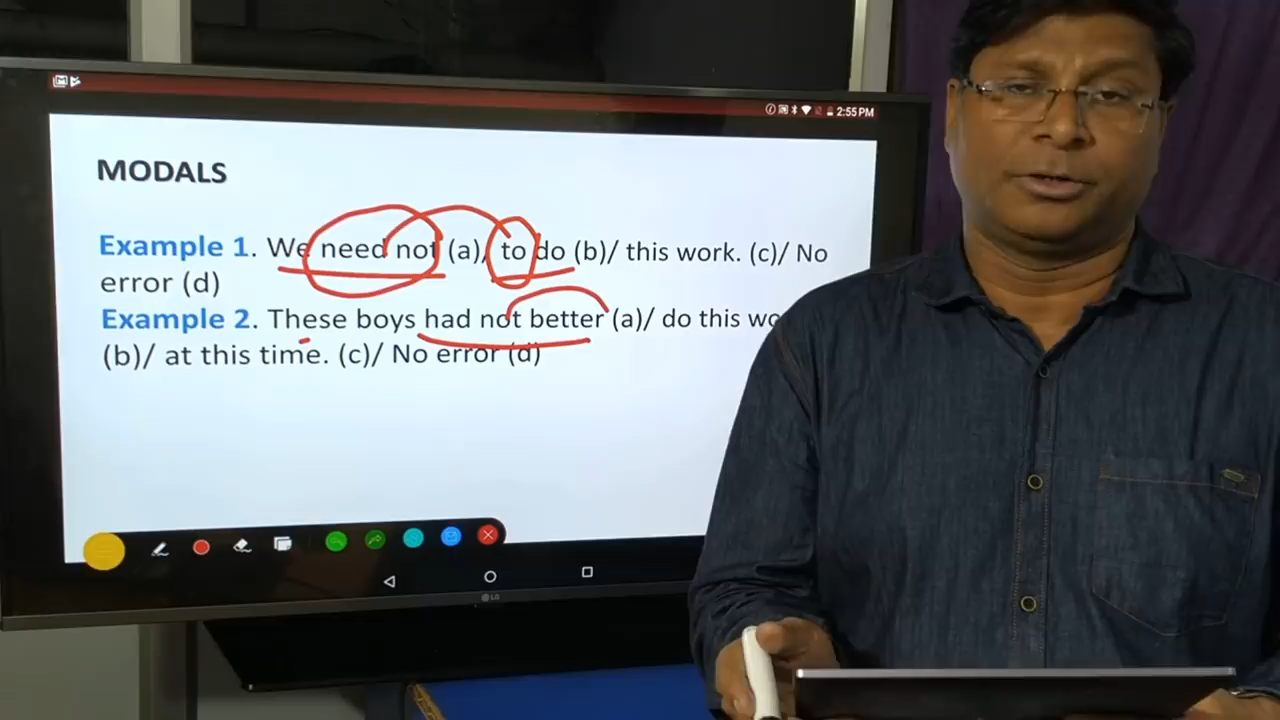 2:55 PM
MODALS
Example 1. We need not (a)/ to do (b)/ this work. (c)/ No
error (d)
Example 2. These boys had not better (a)/ do this
(b)/ at this time. (c)/ No error (d)
LG